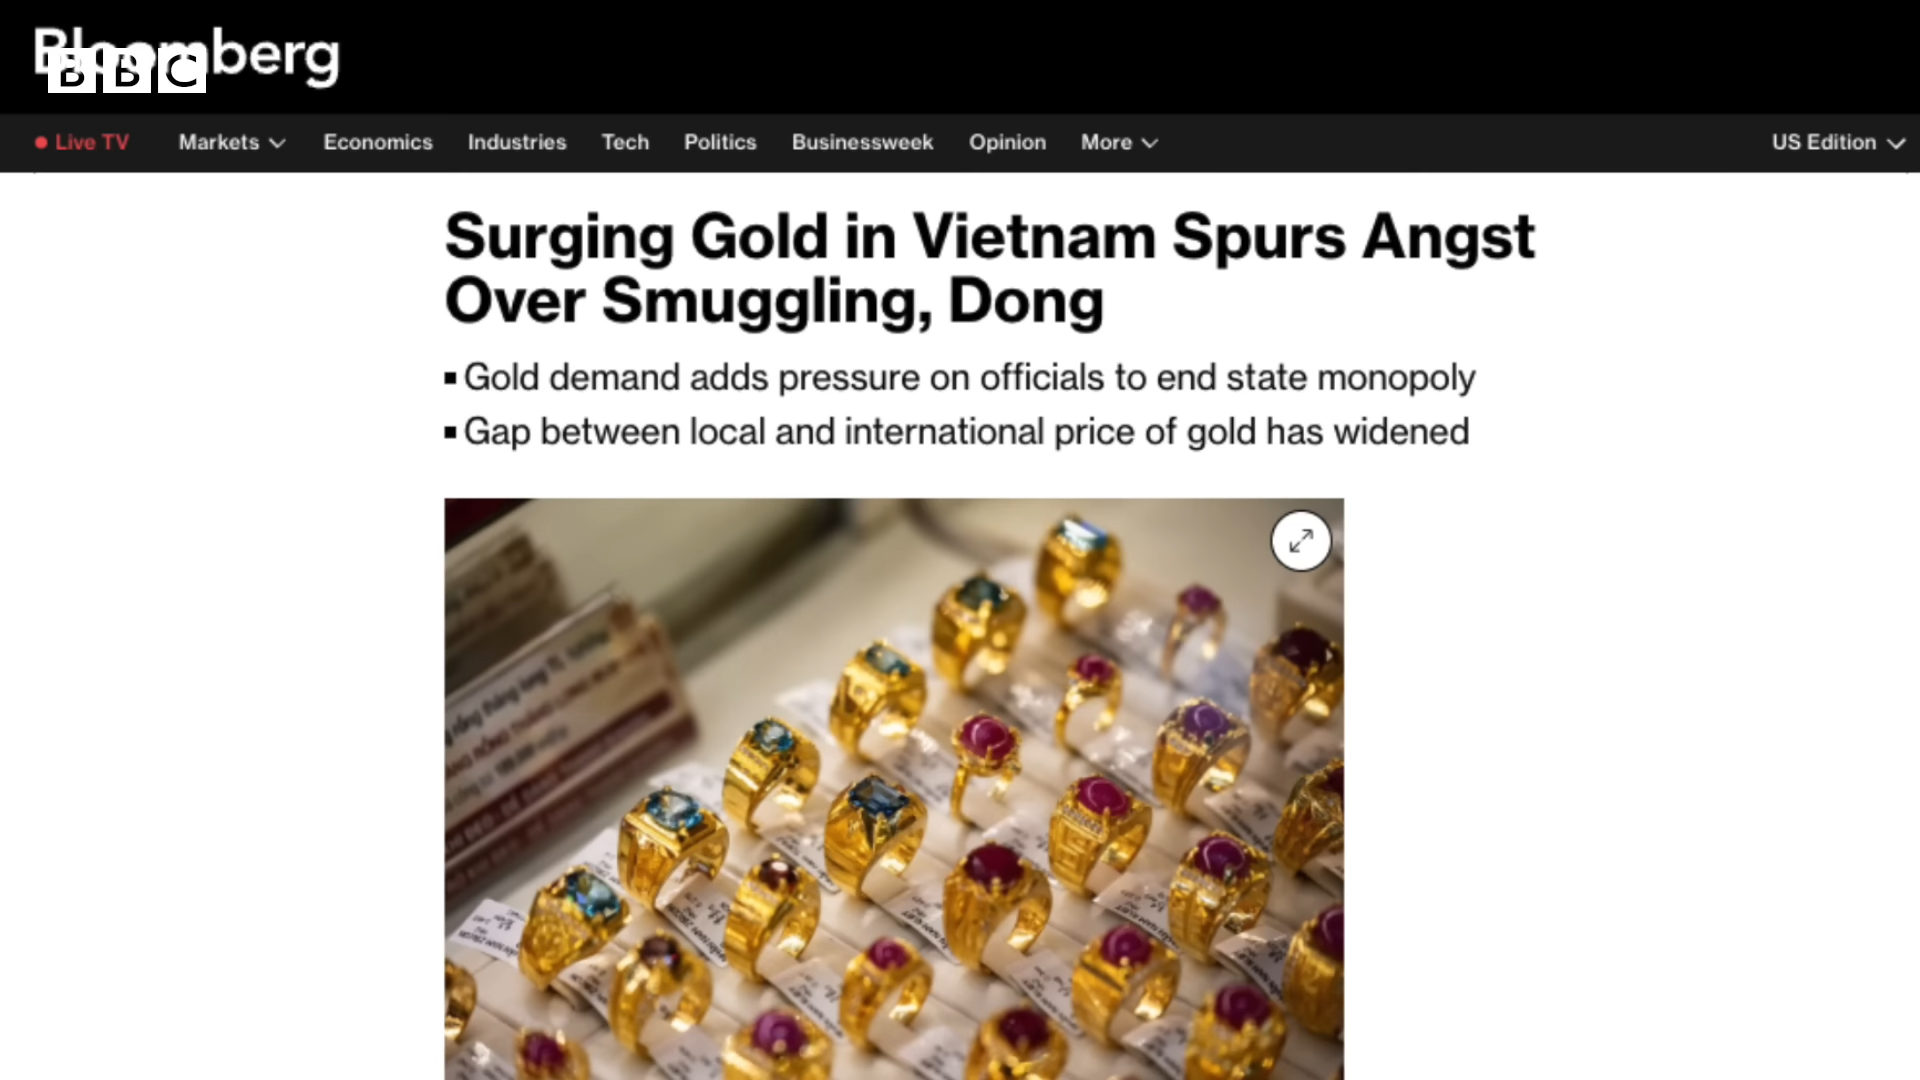 Bloomberg
BBC
Live TV
Markets
Economics
Industries
Tech
Politics
Businessweek
Opinion
More
US Edition
Surging Gold in Vietnam Spurs Angst
Over Smuggling, Dong
Gold demand adds pressure on officials to end state monopoly
Gap between local and international price of gold has widened